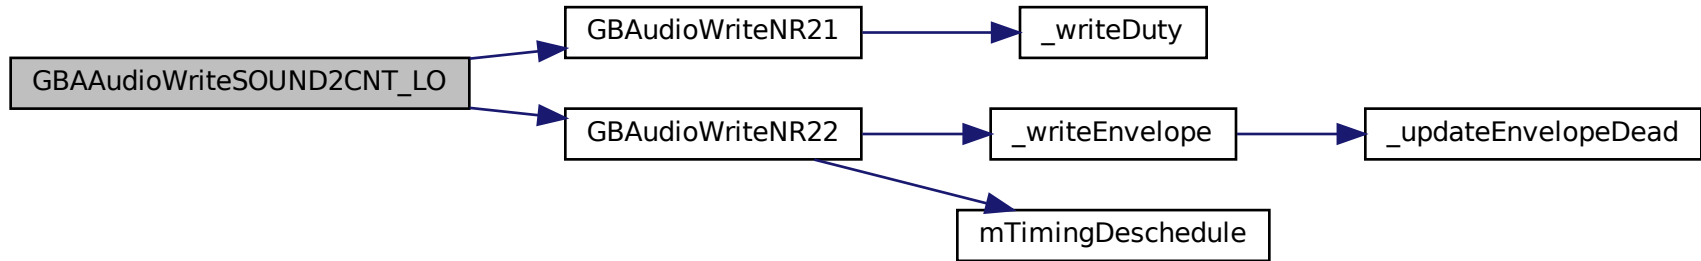 GBAAudioWriteSOUND2CNT_LO
GBAudioWriteNR21
_writeDuty
GBAudioWriteNR22
_writeEnvelope
_updateEnvelopeDead
mTimingDeschedule